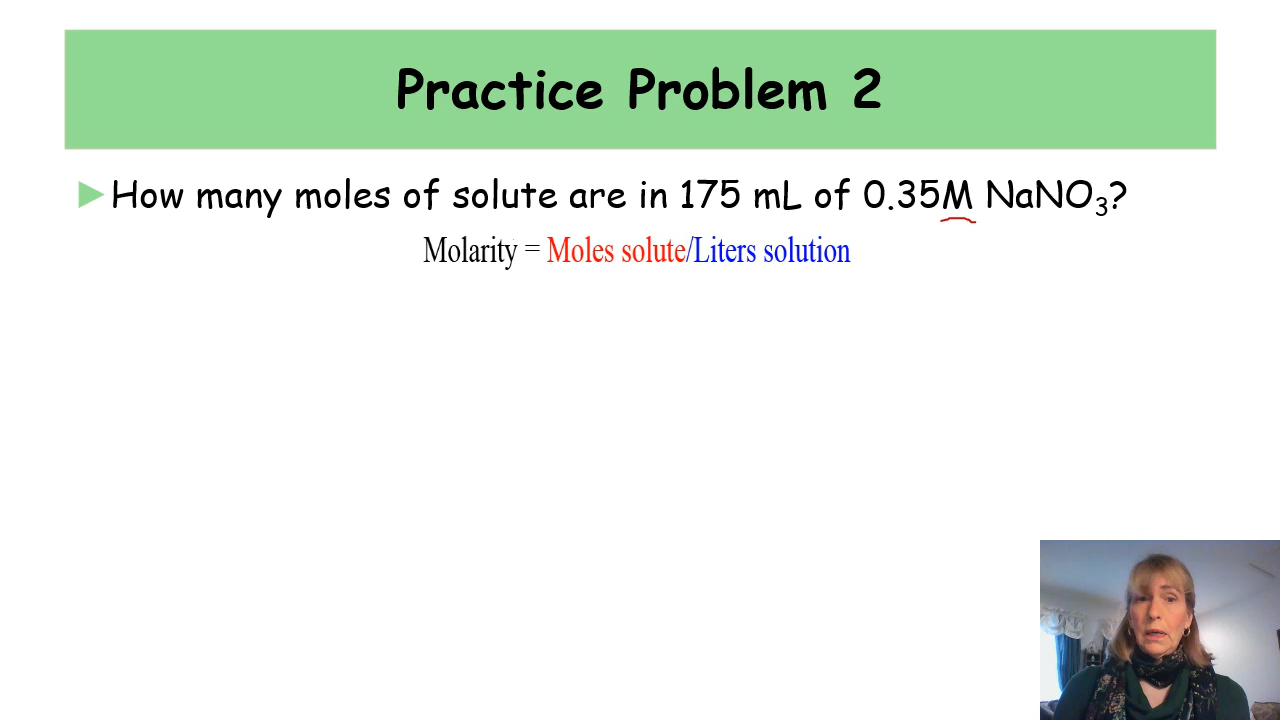 Practice Problem 2
How many moles of solute are in 175 mL of 0.35M NaNO₃?
Molarity = Moles solute/Liters solution